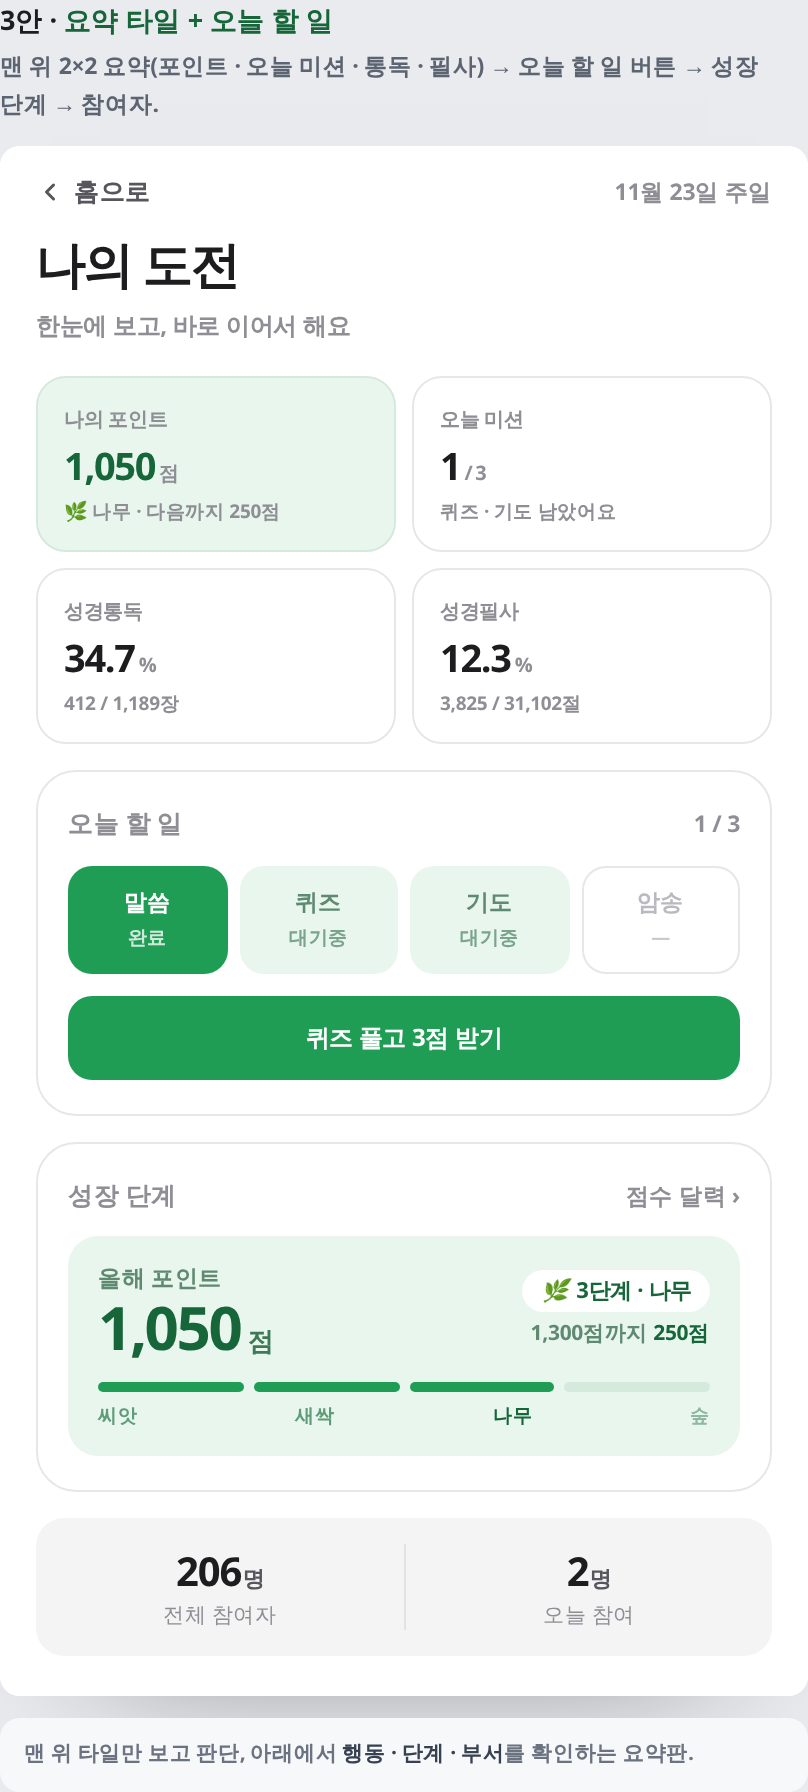 3안 · 요약 타일 + 오늘 할 일
맨 위 2×2 요약(포인트 · 오늘 미션 · 통독 · 필사) → 오늘 할 일 버튼 → 성장
단계 → 참여자.
홈으로
11월 23일 주일
나의 도전
한눈에 보고, 바로 이어서 해요
나의 포인트
1,050 점
🌿 나무 · 다음까지 250점
오늘 미션
1 / 3
퀴즈 · 기도 남았어요
성경통독
34.7 %
412 / 1,189장
성경필사
12.3 %
3,825 / 31,102절
오늘 할 일
1 / 3
말씀
완료
퀴즈
대기중
기도
대기중
암송
—
퀴즈 풀고 3점 받기
성장 단계
점수 달력 ›
올해 포인트
1,050 점
🌿 3단계 · 나무
1,300점까지 250점
씨앗
새싹
나무
숲
206명
전체 참여자
2명
오늘 참여
맨 위 타일만 보고 판단, 아래에서 행동 · 단계 · 부서를 확인하는 요약판.